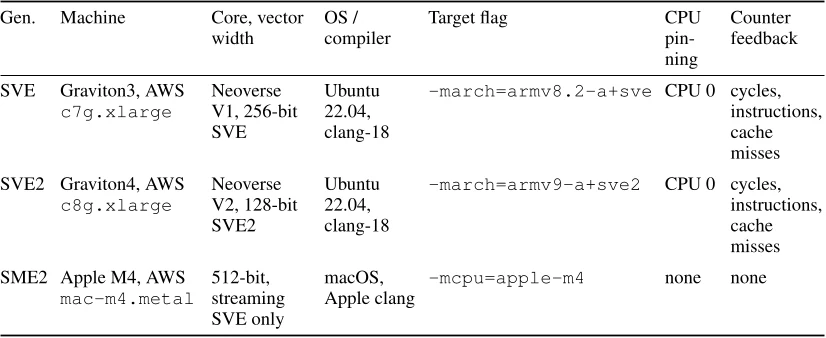 Gen. Machine Core, vector OS / Target flag CPU Counter
width compiler pin- feedback
ning
SVE Graviton3, AWS Neoverse Ubuntu -march=armv8.2-a+sve CPU 0 cycles,
c7g.xlarge V1, 256-bit 22.04, instructions,
SVE clang-18 cache
misses
SVE2 Graviton4, AWS Neoverse Ubuntu -march=armv9-a+sve2 CPU 0 cycles,
c8g.xlarge V2, 128-bit 22.04, instructions,
SVE2 clang-18 cache
misses
SME2 Apple M4, AWS 512-bit, macOS, -mcpu=apple-m4 none none
mac-m4.metal streaming Apple clang
SVE only